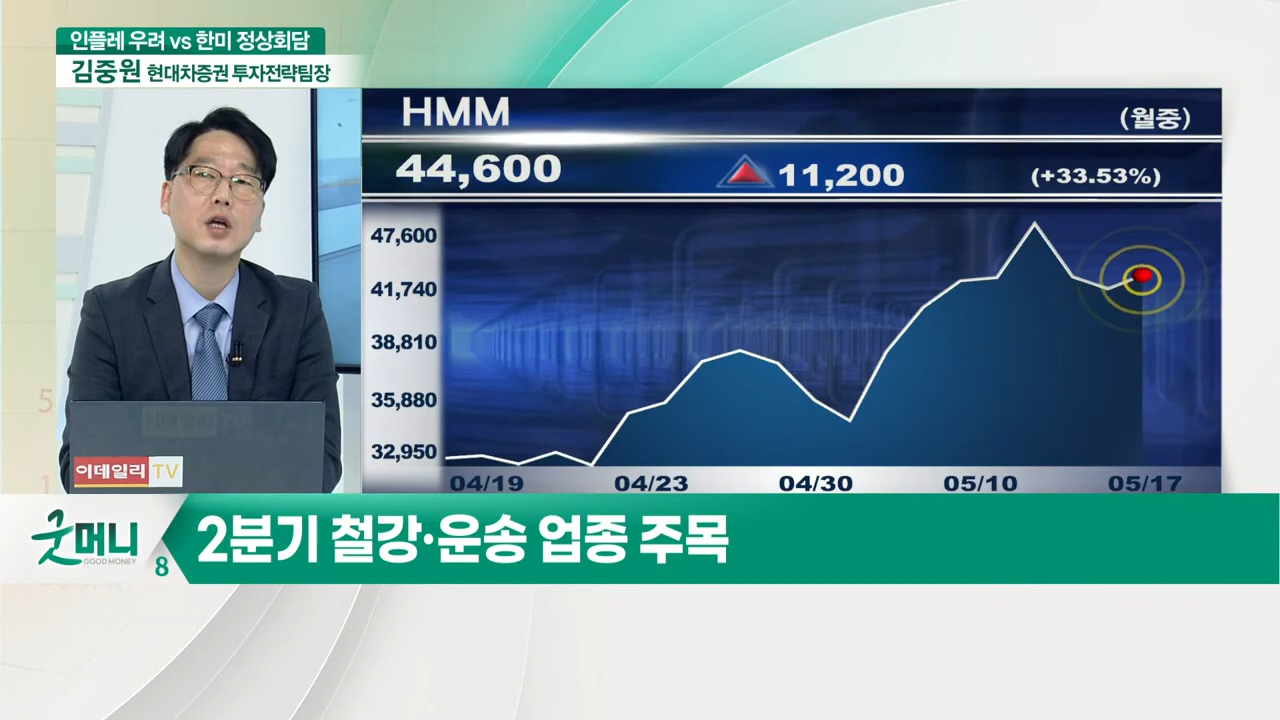 인플레 우려 vs 한미 정상회담
김중원 현대차증권 투자전략팀장
HMM (월중)
44,600 11,200 (+33.53%)
47,600
41,740
38,810
35,880
32,950
04/19 04/23 04/30 05/10 05/17
이데일리 TV
굿머니
GOOD MONEY
8
2분기 철강·운송 업종 주목
5
1